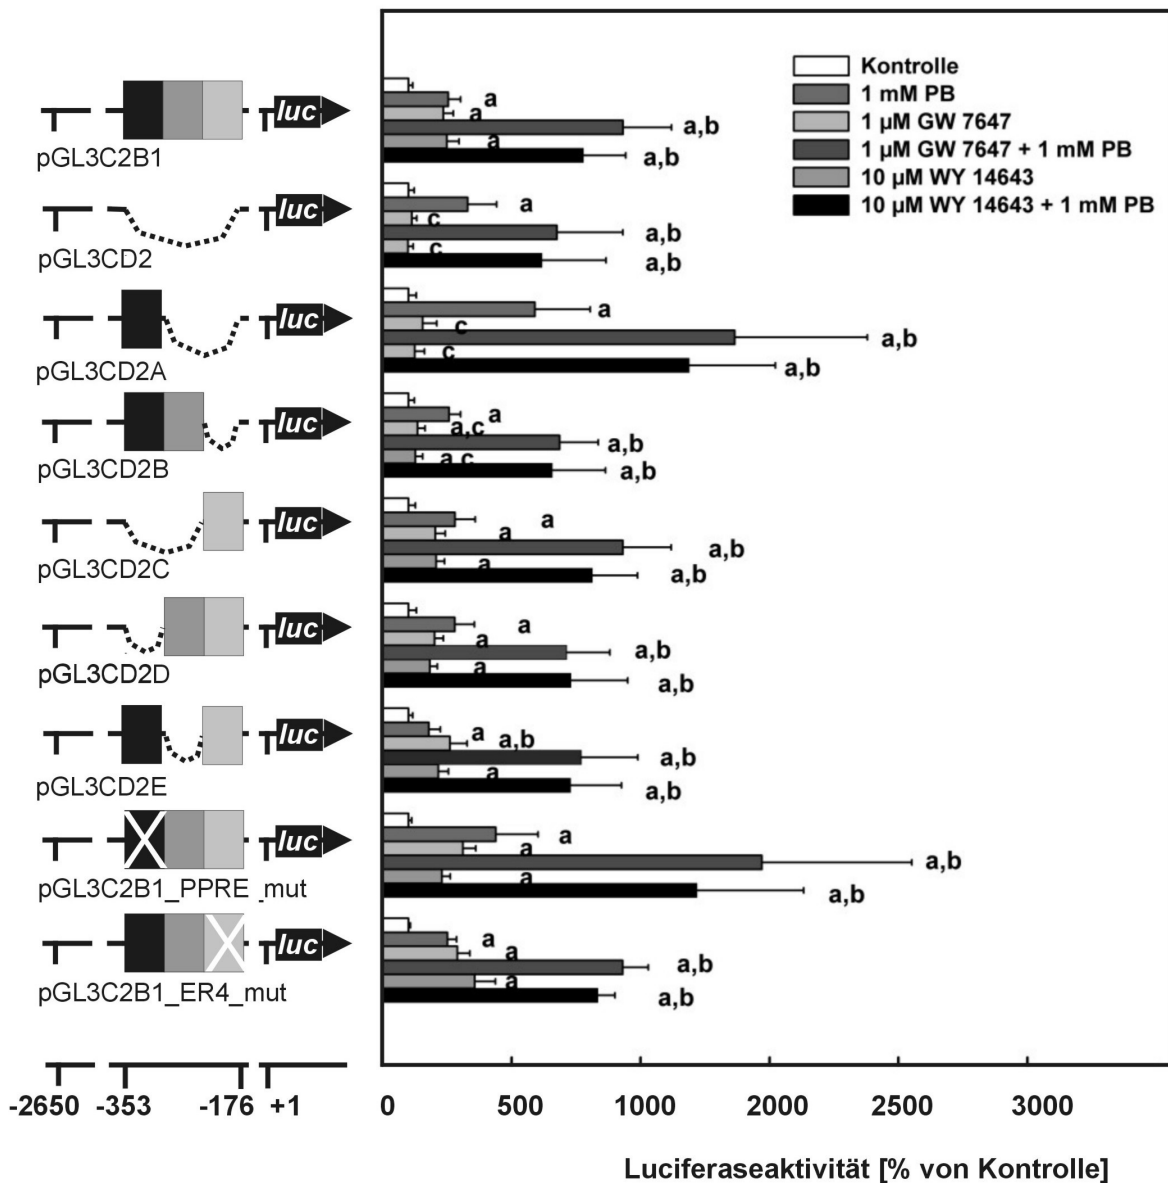 Kontrolle
1 mM PB
1 µM GW 7647
1 µM GW 7647 + 1 mM PB
10 µM WY 14643
10 µM WY 14643 + 1 mM PB
luc
pGL3C2B1
a
a
a,b
a
a,b
luc
pGL3CD2
a
c
a,b
c
a,b
luc
pGL3CD2A
a
c
a,b
c
a,b
luc
pGL3CD2B
a
a,c
a,b
a,c
a,b
luc
pGL3CD2C
a
a
a,b
a
a,b
luc
pGL3CD2D
a
a
a,b
a
a,b
luc
pGL3CD2E
a
a,b
a,b
a
a,b
luc
pGL3C2B1_PPRE_mut
a
a
a,b
a
a,b
luc
pGL3C2B1_ER4_mut
a
a
a,b
a
a,b
-2650 -353 -176 +1
0 500 1000 2000 2500 3000
Luciferaseaktivität [% von Kontrolle]